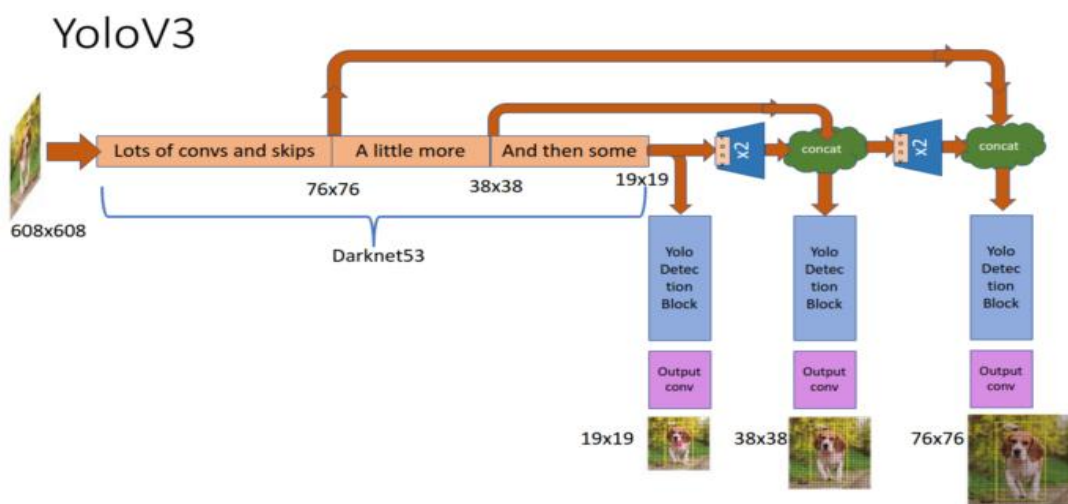 YoloV3
Lots of convs and skips
A little more
And then some
x2
concat
x2
concat
76x76
38x38
19x19
608x608
Darknet53
Yolo
Detec
tion
Block
Yolo
Detec
tion
Block
Yolo
Detec
tion
Block
Output
conv
Output
conv
Output
conv
19x19
38x38
76x76